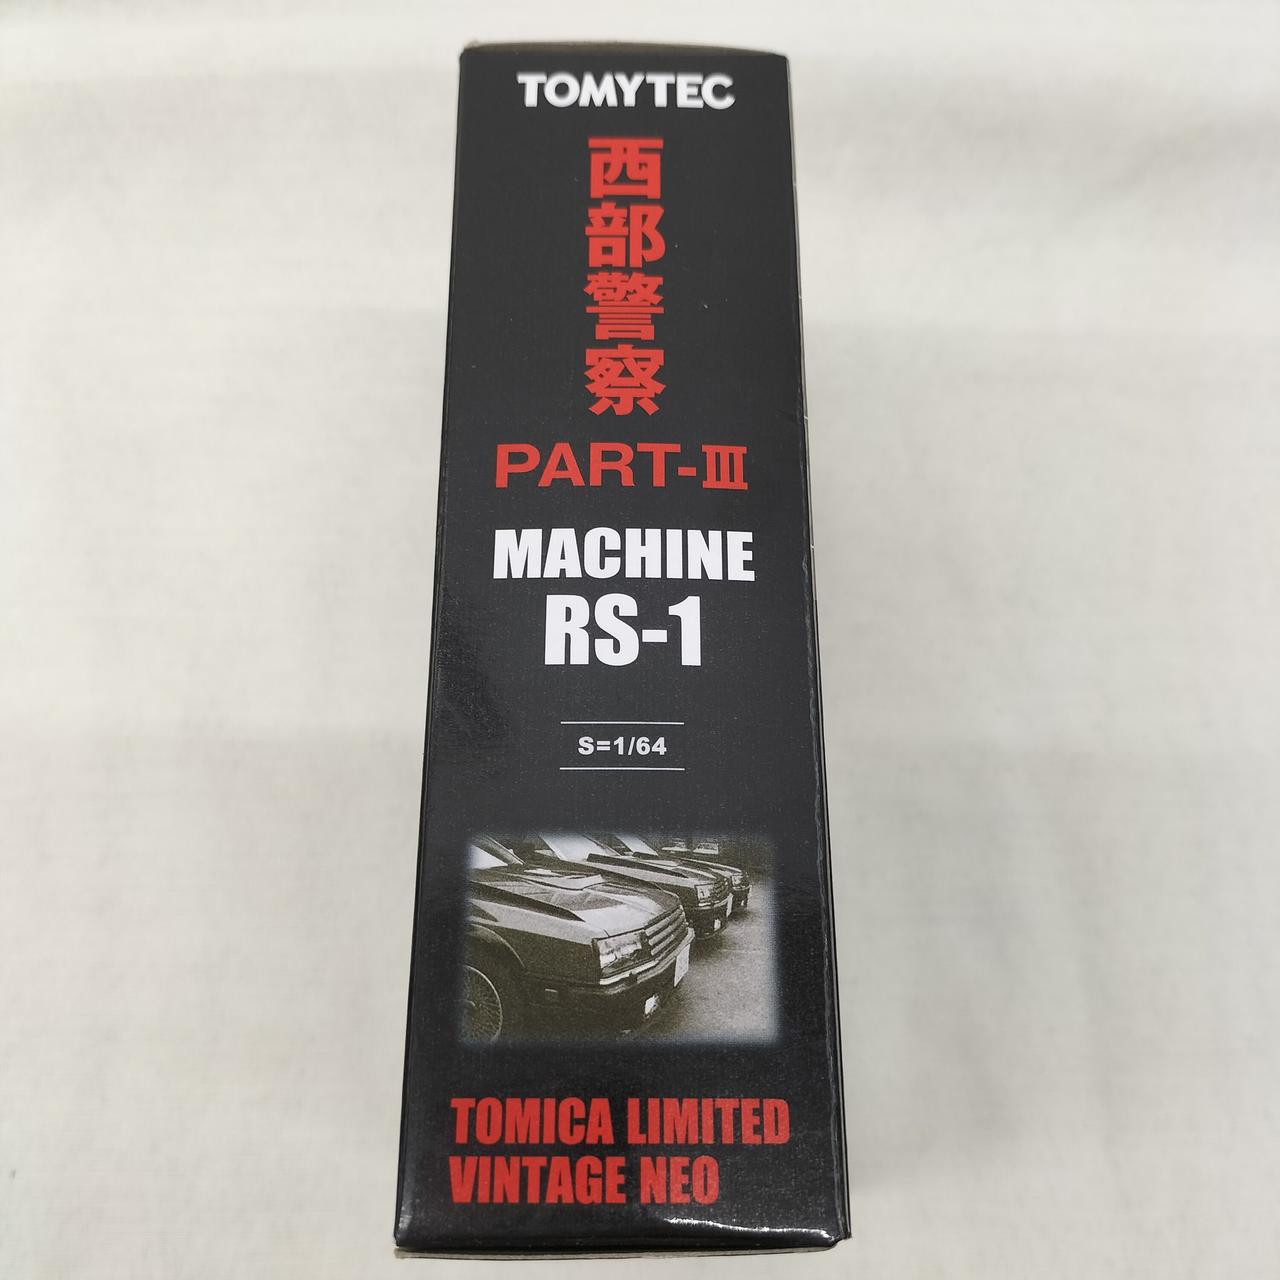 TOMYTEC
西部警察
PART-III
MACHINE
RS-1
S=1/64
TOMICA LIMITED
VINTAGE NEO